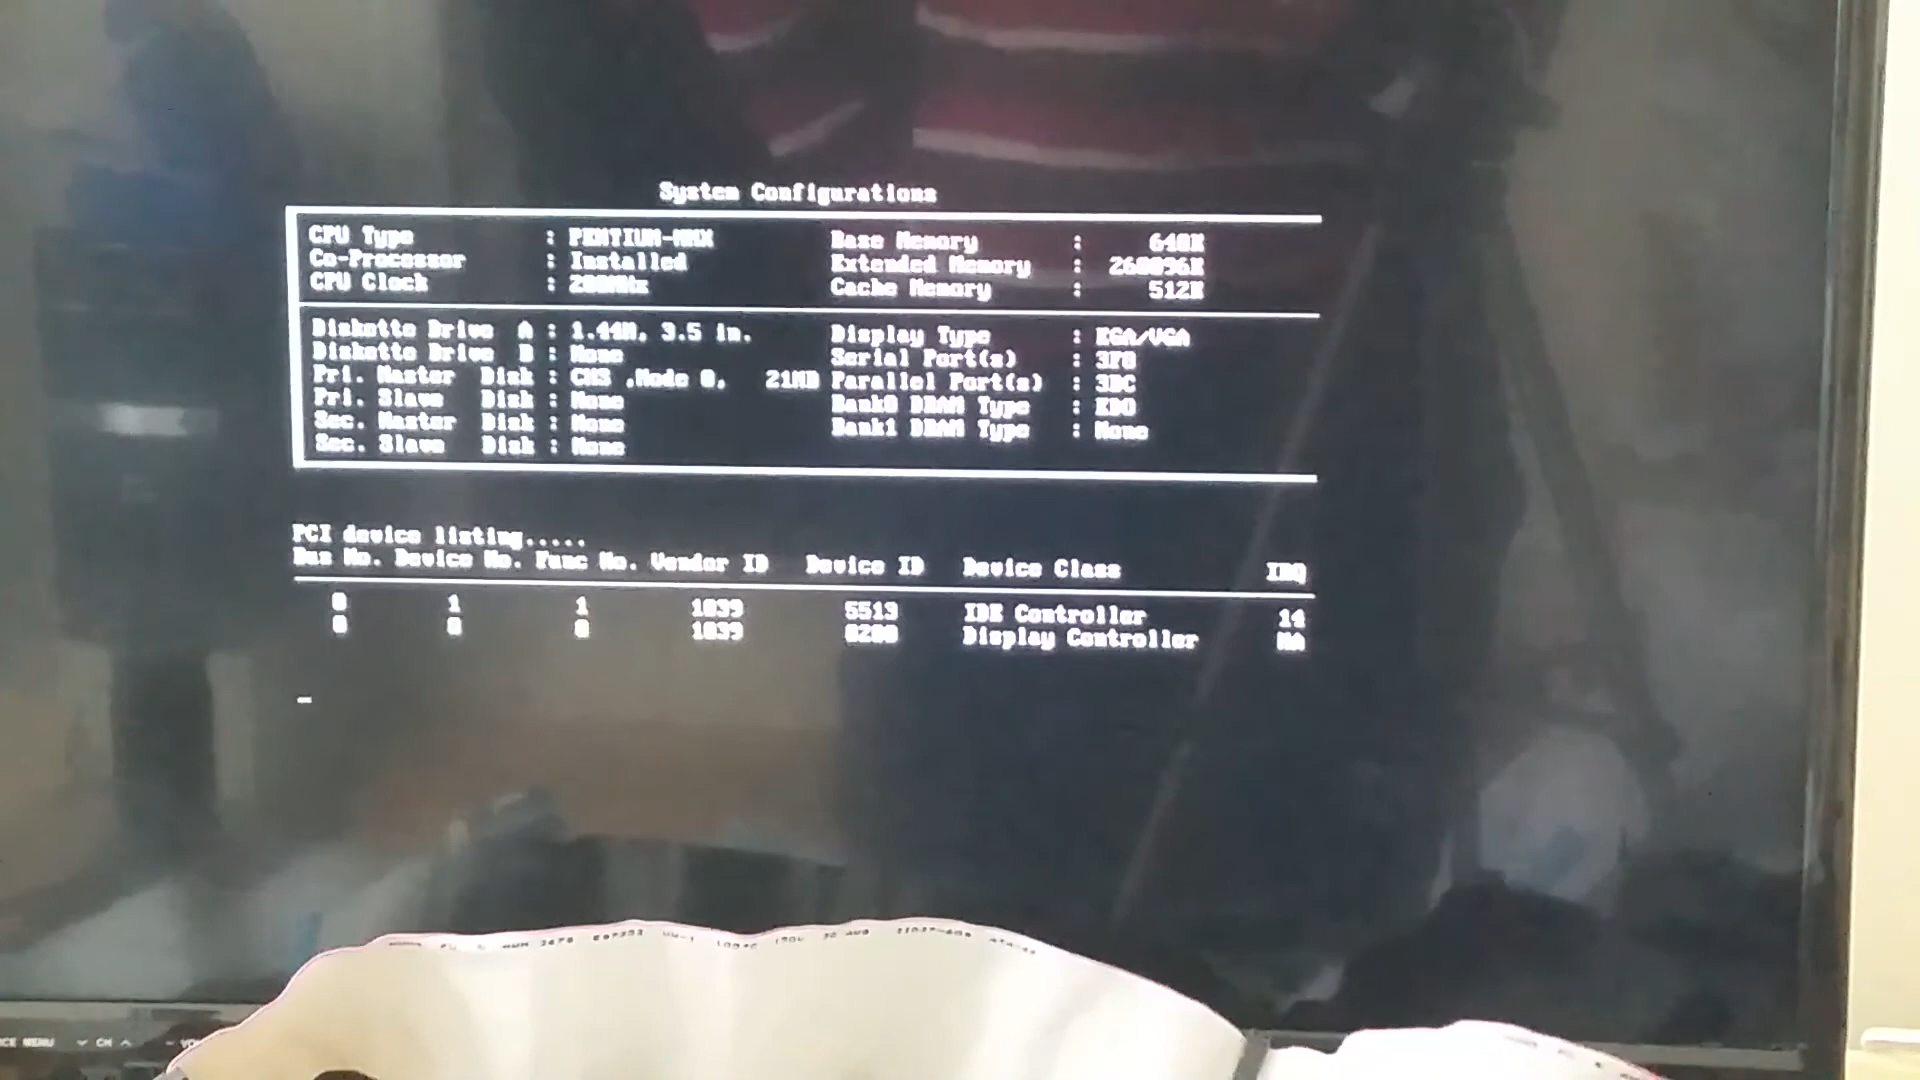 System Configurations
CPU Type : PENTIUM-MMX Base Memory : 640K
Co-Processor : Installed Extended Memory : 260096K
CPU Clock : 200MHz Cache Memory : 512K
Diskette Drive A : 1.44M, 3.5 in. Display Type : EGA/VGA
Diskette Drive B : None Serial Port(s) : 3F8
Pri. Master Disk : CHS ,Mode 0, 21MB Parallel Port(s) : 3BC
Pri. Slave Disk : None Bank0 DRAM Type : EDO
Sec. Master Disk : None Bank1 DRAM Type : None
Sec. Slave Disk : None
PCI device listing.....
Bus No. Device No. Func No. Vendor ID Device ID Device Class IRQ
0 1 1 1039 5513 IDE Controller 14
0 0 0 1039 0200 Display Controller NA
_
MENU CH